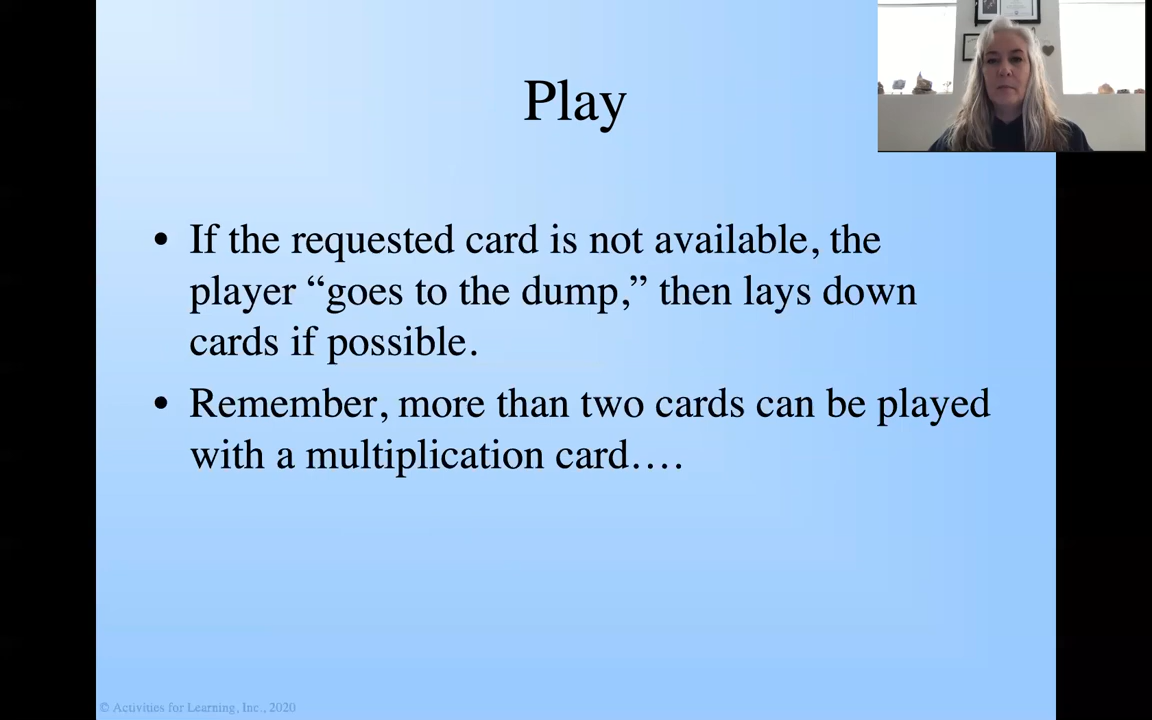 Play
• If the requested card is not available, the
player “goes to the dump,” then lays down
cards if possible.
• Remember, more than two cards can be played
with a multiplication card….
© Activities for Learning, Inc., 2020